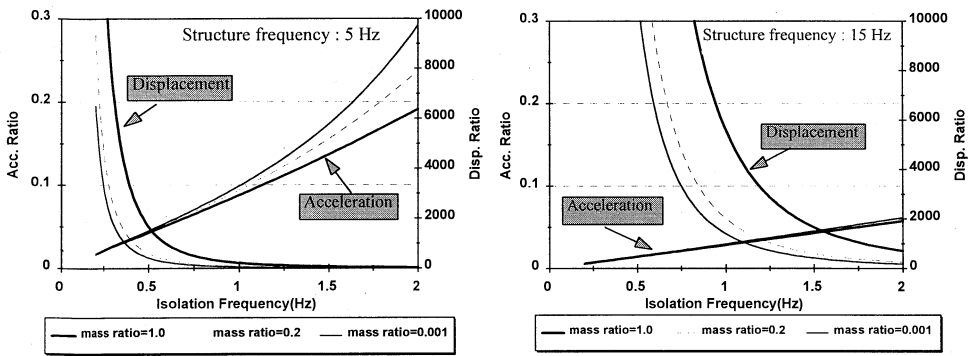 Structure frequency : 5 Hz
Displacement
Acceleration
Acc. Ratio
0.3
0.2
0.1
0
10000
8000
6000
4000
2000
0
Disp. Ratio
0 0.5 1 1.5 2
Isolation Frequency(Hz)
mass ratio=1.0 mass ratio=0.2 mass ratio=0.001
Structure frequency : 15 Hz
Displacement
Acceleration
Acc. Ratio
0.3
0.2
0.1
0
10000
8000
6000
4000
2000
0
Disp. Ratio
0 0.5 1 1.5 2
Isolation Frequency(Hz)
mass ratio=1.0 mass ratio=0.2 mass ratio=0.001